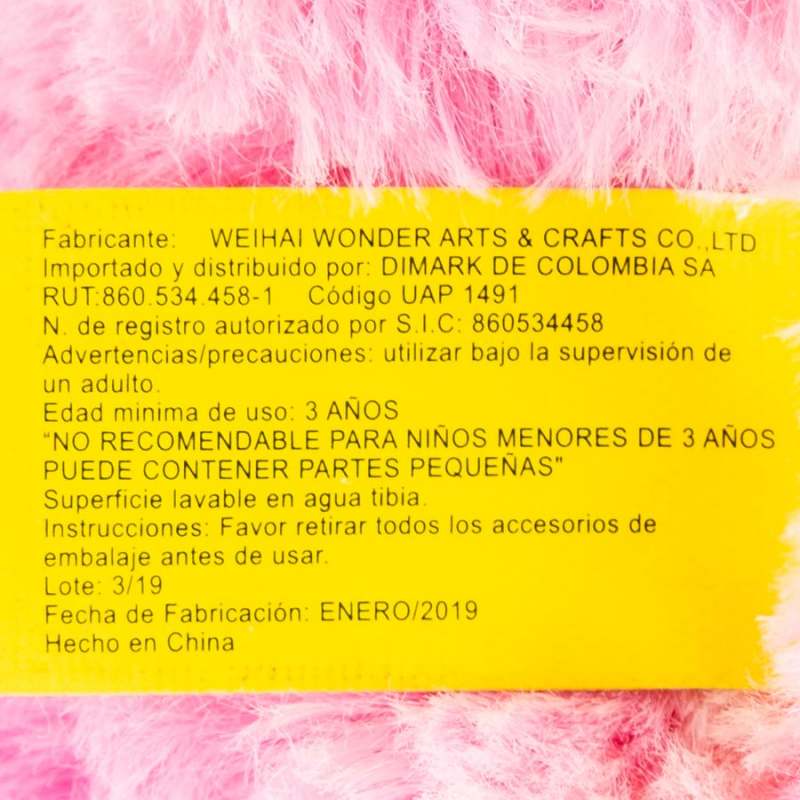 Fabricante: WEIHAI WONDER ARTS & CRAFTS CO.,LTD
Importado y distribuido por: DIMARK DE COLOMBIA SA
RUT:860.534.458-1 Código UAP 1491
N. de registro autorizado por S.I.C: 860534458
Advertencias/precauciones: utilizar bajo la supervisión de
un adulto.
Edad minima de uso: 3 AÑOS
“NO RECOMENDABLE PARA NIÑOS MENORES DE 3 AÑOS
PUEDE CONTENER PARTES PEQUEÑAS"
Superficie lavable en agua tibia.
Instrucciones: Favor retirar todos los accesorios de
embalaje antes de usar.
Lote: 3/19
Fecha de Fabricación: ENERO/2019
Hecho en China